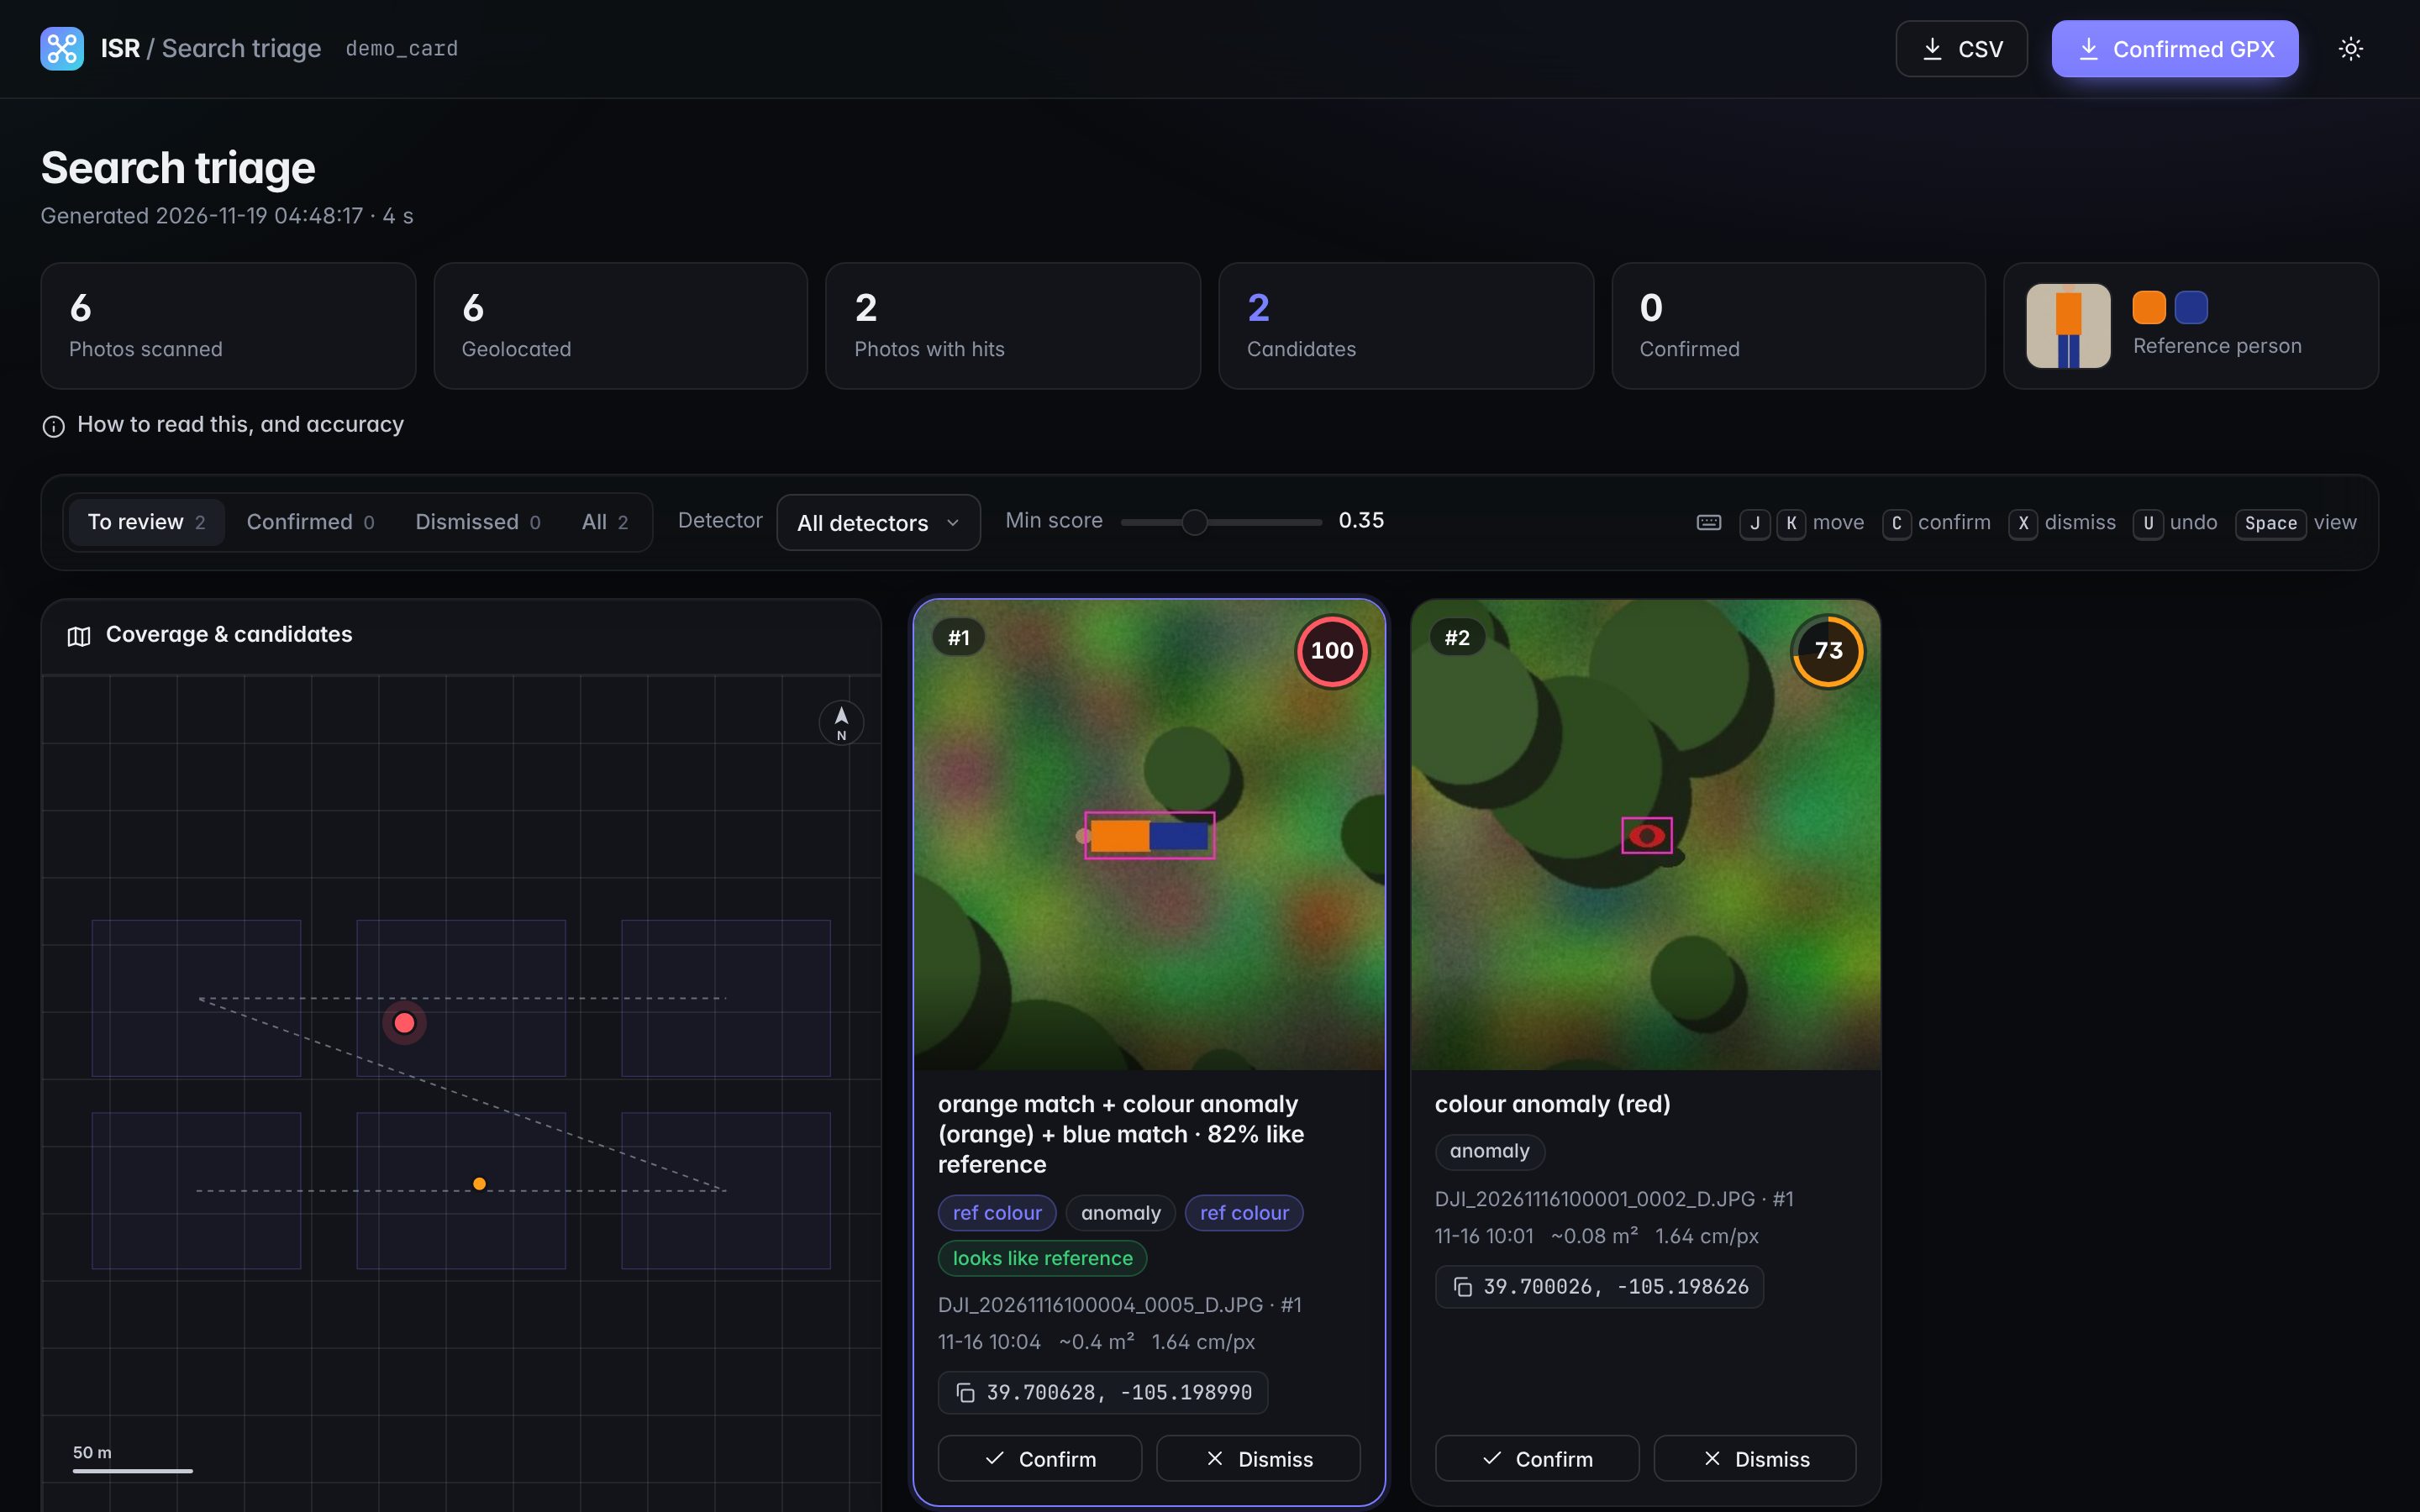 ISR / Search triage demo_card
CSV
Confirmed GPX
Search triage
Generated 2026-11-19 04:48:17 · 4 s
6
Photos scanned
6
Geolocated
2
Photos with hits
2
Candidates
0
Confirmed
Reference person
How to read this, and accuracy
To review 2 Confirmed 0 Dismissed 0 All 2 Detector All detectors Min score 0.35 J K move C confirm X dismiss U undo Space view
Coverage & candidates
N
50 m
#1
100
orange match + colour anomaly
(orange) + blue match · 82% like
reference
ref colour anomaly ref colour
looks like reference
DJI_20261116100004_0005_D.JPG · #1
11-16 10:04 ~0.4 m² 1.64 cm/px
39.700628, -105.198990
Confirm Dismiss
#2
73
colour anomaly (red)
anomaly
DJI_20261116100001_0002_D.JPG · #1
11-16 10:01 ~0.08 m² 1.64 cm/px
39.700026, -105.198626
Confirm Dismiss